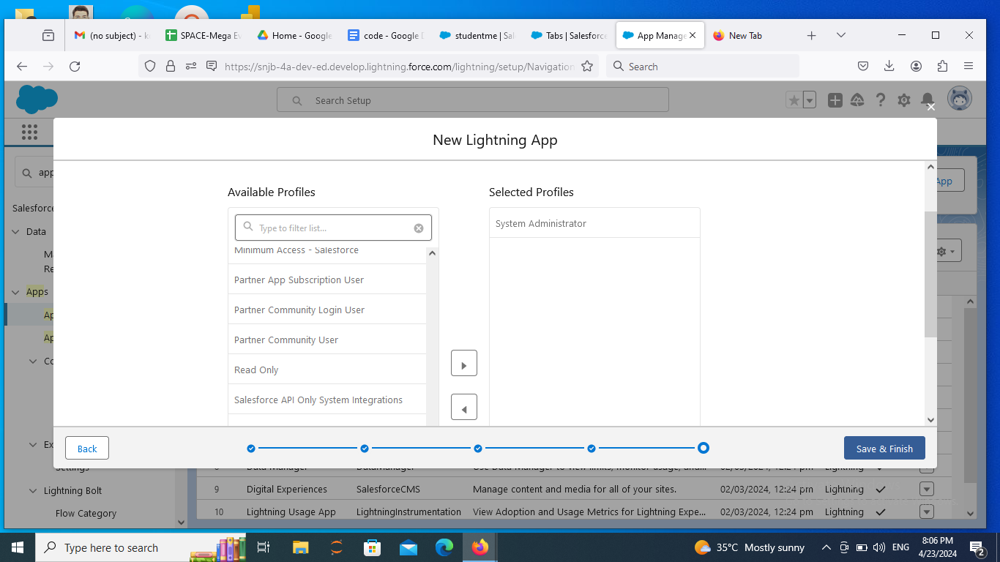 (no subject) - k
SPACE-Mega Ev
Home - Google
code - Google D
studentme | Sal
Tabs | Salesforce
App Manage
New Tab
https://snjb-4a-dev-ed.develop.lightning.force.com/lightning/setup/Navigation
Search
Search Setup
New Lightning App
app
App
Salesforce
Available Profiles
Selected Profiles
Type to filter list...
System Administrator
Data
Minimum Access - Salesforce
Ma
Re
Partner App Subscription User
Apps
Partner Community Login User
Ap
Ap
Partner Community User
Co
Read Only
Salesforce API Only System Integrations
Ex
Back
Save & Finish
Settings
8 Data Manager DataManager Use Data Manager to view limits, monitor usage, and... 02/03/2024, 12:24 pm Lightning
Lightning Bolt
9 Digital Experiences SalesforceCMS Manage content and media for all of your sites. 02/03/2024, 12:24 pm Lightning
Flow Category
10 Lightning Usage App LightningInstrumentation View Adoption and Usage Metrics for Lightning Expe... 02/03/2024, 12:24 pm Lightning
Type here to search
35°C Mostly sunny
ENG
8:06 PM
4/23/2024
2